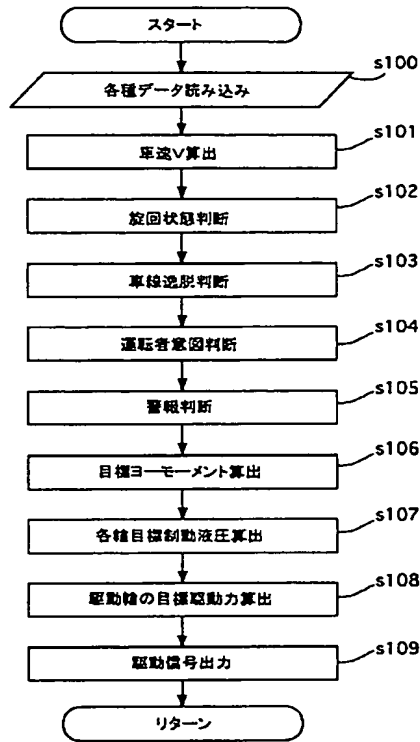 スタート
s100
各種データ読み込み
s101
車速V算出
s102
旋回状態判断
s103
車線逸脱判断
s104
運転者意図判断
s105
警報判断
s106
目標ヨーモーメント算出
s107
各輪目標制動液圧算出
s108
駆動輪の目標駆動力算出
s109
駆動信号出力
リターン